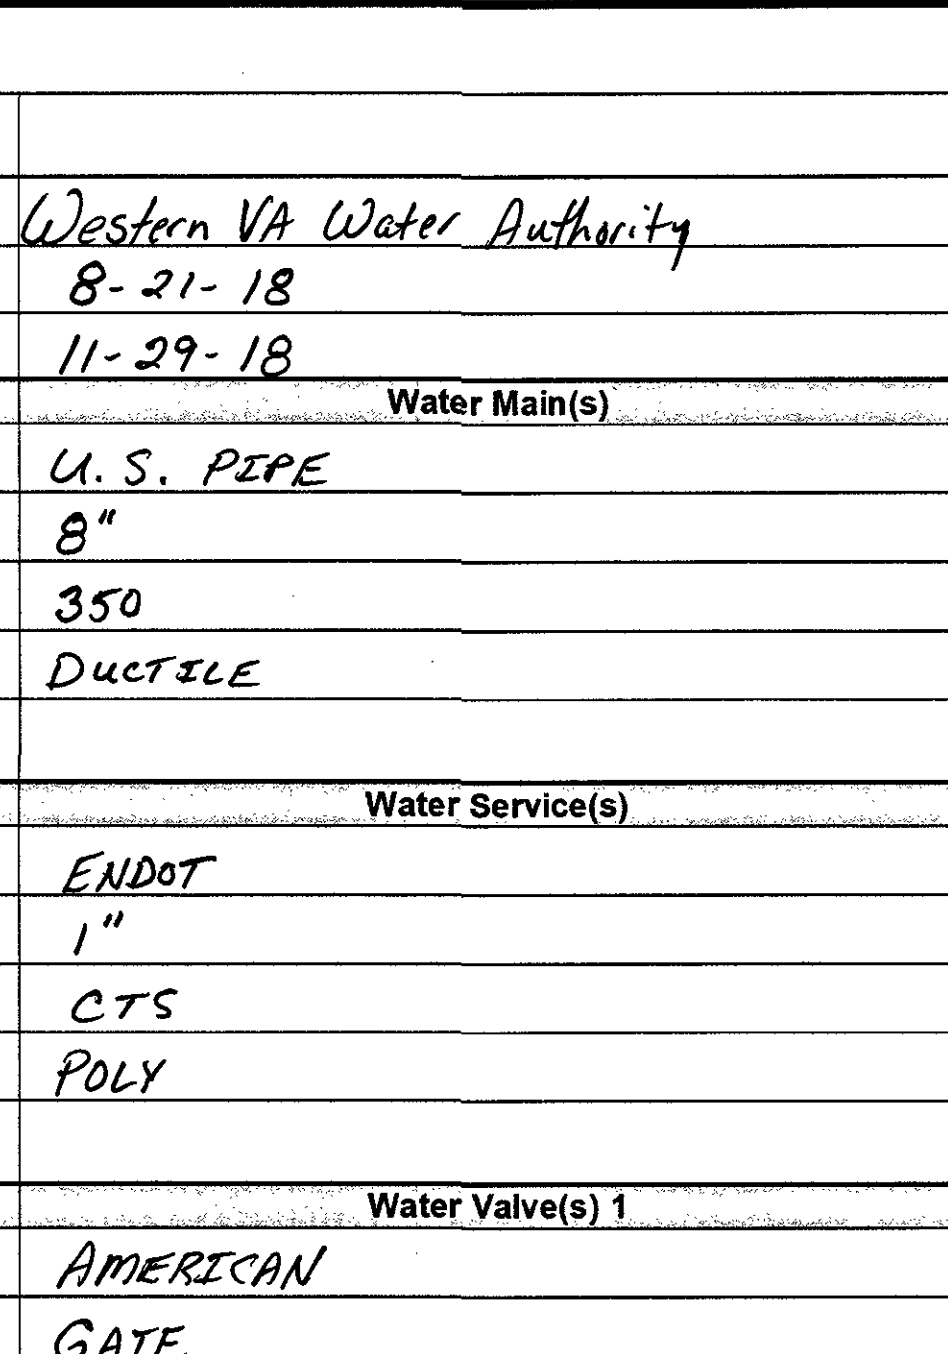 Western VA Water Authority
8-21-18
11-29-18
Water Main(s)
U.S. PIPE
8"
350
DUCTILE
Water Service(s)
ENDOT
1"
CTS
POLY
Water Valve(s) 1
AMERICAN
GATE